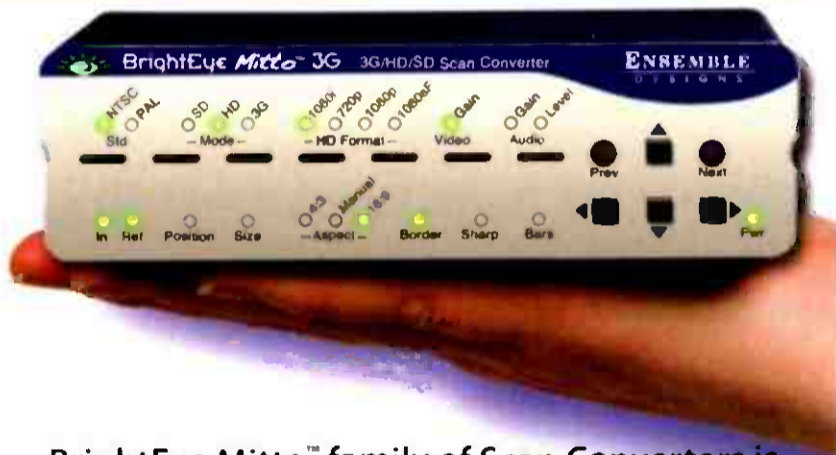 BrightEye Mitto™ 3G 3G/HD/SD Scan Converter ENSEMBLE
DESIGNS
NTSC PAL SD HD 3G 1080i 720p 1080p 1080sF Gain Gain Level
Std – Mode – – HD Format – Video Audio
Prev Next
4:3 Manual 16:9
In Ref Position Size – Aspect – Border Sharp Bars Pwr
BrightEye Mitto™ family of Scan Converters is